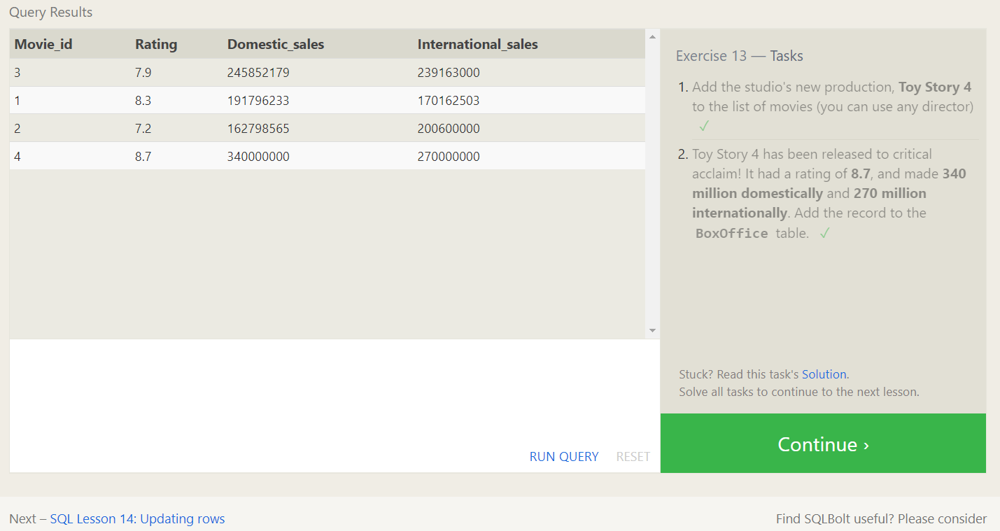 Query Results
Movie_id Rating Domestic_sales International_sales
3 7.9 245852179 239163000
1 8.3 191796233 170162503
2 7.2 162798565 200600000
4 8.7 340000000 270000000
RUN QUERY RESET
Exercise 13 — Tasks
1. Add the studio's new production, Toy Story 4
to the list of movies (you can use any director)
✓
2. Toy Story 4 has been released to critical
acclaim! It had a rating of 8.7, and made 340
million domestically and 270 million
internationally. Add the record to the
BoxOffice table. ✓
Stuck? Read this task's Solution.
Solve all tasks to continue to the next lesson.
Continue ›
Next – SQL Lesson 14: Updating rows
Find SQLBolt useful? Please consider